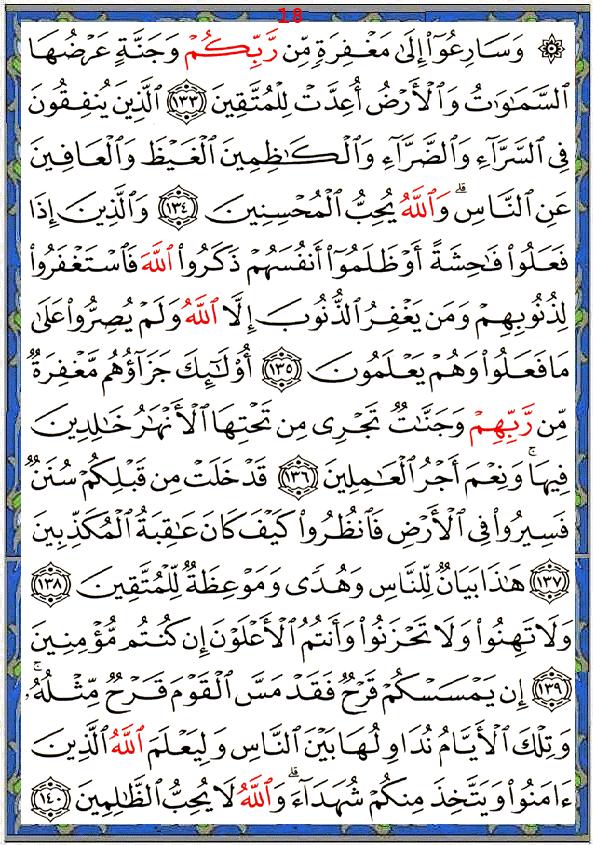 18
۞ وَسَارِعُوٓا۟ إِلَىٰ مَغْفِرَةٍ مِّن رَّبِّكُمْ وَجَنَّةٍ عَرْضُهَا
ٱلسَّمَٰوَٰتُ وَٱلْأَرْضُ أُعِدَّتْ لِلْمُتَّقِينَ ١٣٣ ٱلَّذِينَ يُنفِقُونَ
فِى ٱلسَّرَّآءِ وَٱلضَّرَّآءِ وَٱلْكَٰظِمِينَ ٱلْغَيْظَ وَٱلْعَافِينَ
عَنِ ٱلنَّاسِ ۗ وَٱللَّهُ يُحِبُّ ٱلْمُحْسِنِينَ ١٣٤ وَٱلَّذِينَ إِذَا
فَعَلُوا۟ فَٰحِشَةً أَوْ ظَلَمُوٓا۟ أَنفُسَهُمْ ذَكَرُوا۟ ٱللَّهَ فَٱسْتَغْفَرُوا۟
لِذُنُوبِهِمْ وَمَن يَغْفِرُ ٱلذُّنُوبَ إِلَّا ٱللَّهُ وَلَمْ يُصِرُّوا۟ عَلَىٰ
مَا فَعَلُوا۟ وَهُمْ يَعْلَمُونَ ١٣٥ أُو۟لَٰٓئِكَ جَزَآؤُهُم مَّغْفِرَةٌ
مِّن رَّبِّهِمْ وَجَنَّٰتٌ تَجْرِى مِن تَحْتِهَا ٱلْأَنْهَٰرُ خَٰلِدِينَ
فِيهَا ۚ وَنِعْمَ أَجْرُ ٱلْعَٰمِلِينَ ١٣٦ قَدْ خَلَتْ مِن قَبْلِكُمْ سُنَنٌ
فَسِيرُوا۟ فِى ٱلْأَرْضِ فَٱنظُرُوا۟ كَيْفَ كَانَ عَٰقِبَةُ ٱلْمُكَذِّبِينَ
١٣٧ هَٰذَا بَيَانٌ لِّلنَّاسِ وَهُدًى وَمَوْعِظَةٌ لِّلْمُتَّقِينَ ١٣٨
وَلَا تَهِنُوا۟ وَلَا تَحْزَنُوا۟ وَأَنتُمُ ٱلْأَعْلَوْنَ إِن كُنتُم مُّؤْمِنِينَ
١٣٩ إِن يَمْسَسْكُمْ قَرْحٌ فَقَدْ مَسَّ ٱلْقَوْمَ قَرْحٌ مِّثْلُهُۥ ۚ
وَتِلْكَ ٱلْأَيَّامُ نُدَاوِلُهَا بَيْنَ ٱلنَّاسِ وَلِيَعْلَمَ ٱللَّهُ ٱلَّذِينَ
ءَامَنُوا۟ وَيَتَّخِذَ مِنكُمْ شُهَدَآءَ ۗ وَٱللَّهُ لَا يُحِبُّ ٱلظَّٰلِمِينَ ١٤٠